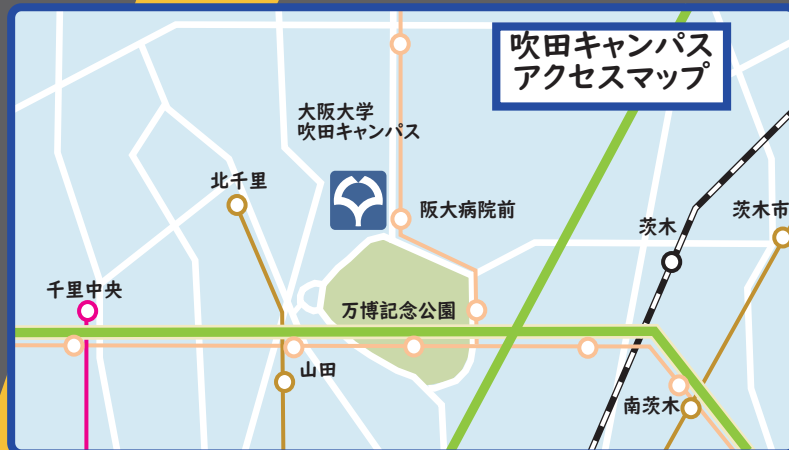 吹田キャンパス
アクセスマップ
大阪大学
吹田キャンパス
北千里
阪大病院前
茨木
茨木市
千里中央
万博記念公園
山田
南茨木